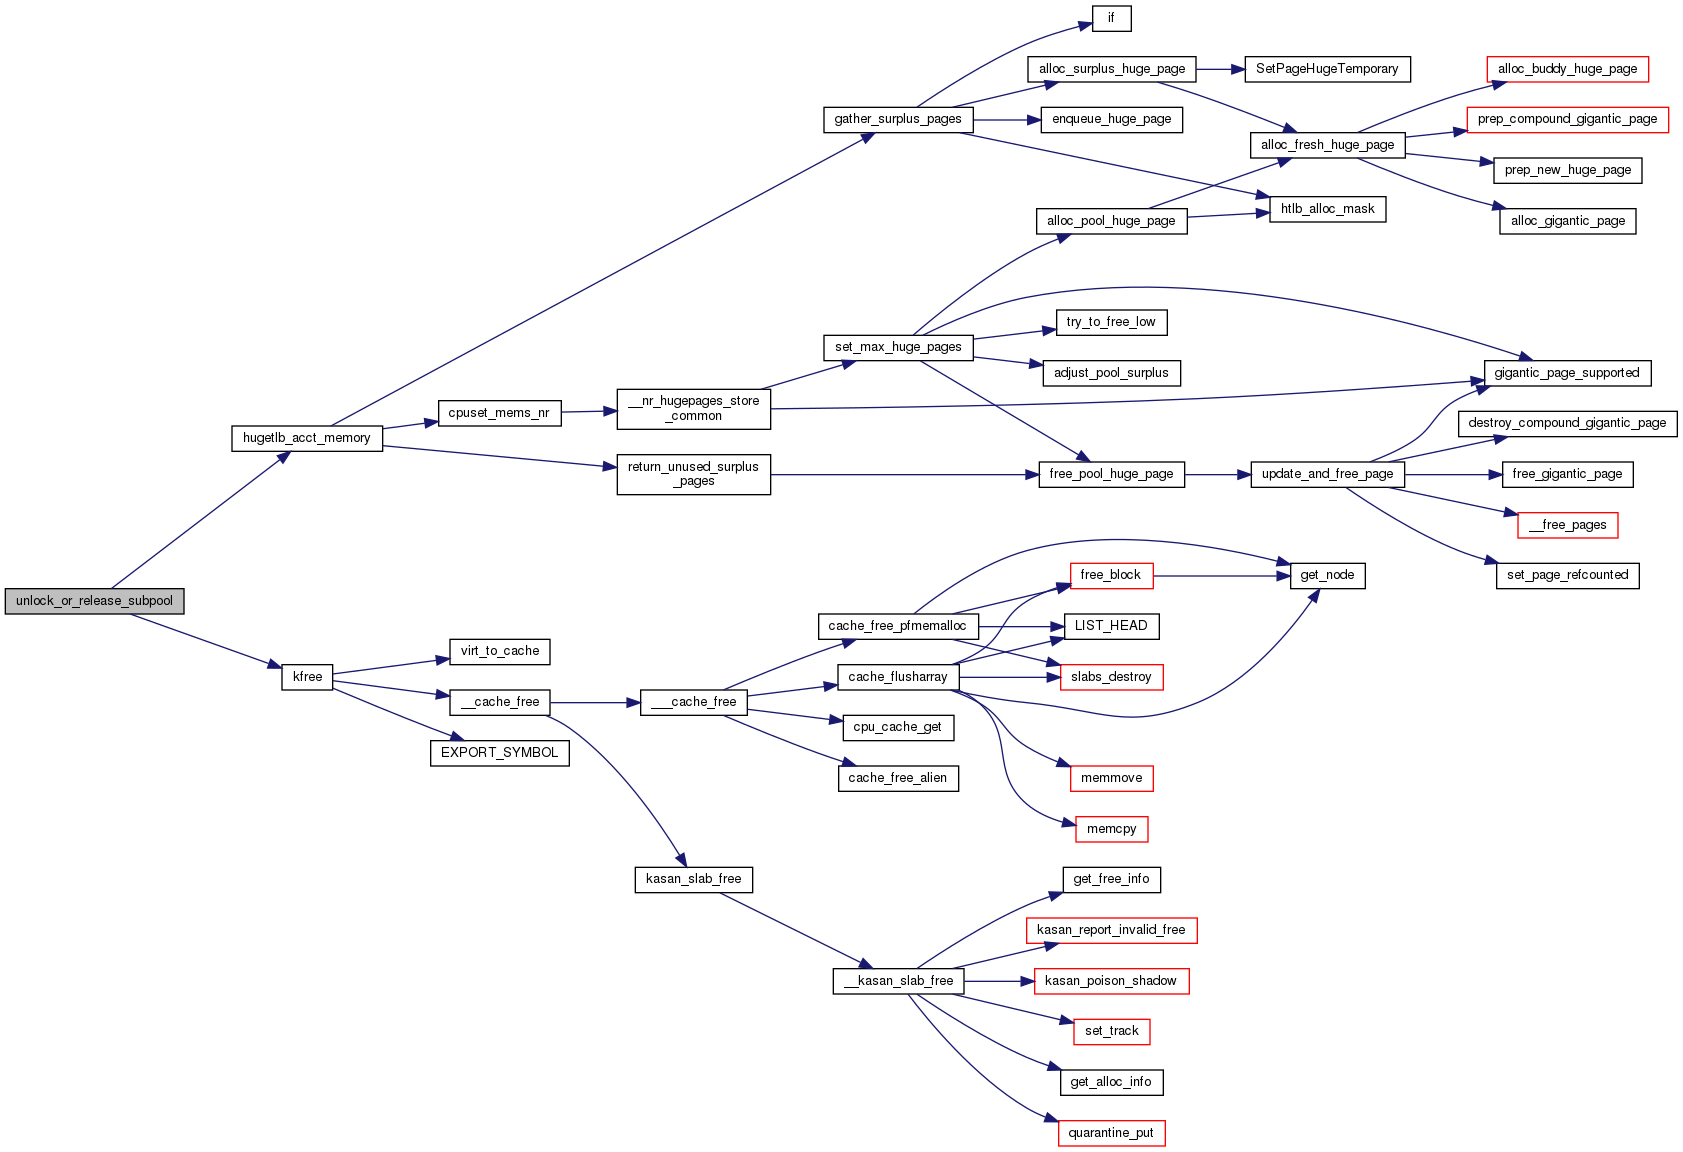 if
alloc_surplus_huge_page
SetPageHugeTemporary
alloc_buddy_huge_page
gather_surplus_pages
enqueue_huge_page
prep_compound_gigantic_page
alloc_fresh_huge_page
prep_new_huge_page
htlb_alloc_mask
alloc_pool_huge_page
alloc_gigantic_page
try_to_free_low
set_max_huge_pages
adjust_pool_surplus
gigantic_page_supported
__nr_hugepages_store
_common
cpuset_mems_nr
destroy_compound_gigantic_page
hugetlb_acct_memory
return_unused_surplus
_pages
free_pool_huge_page
update_and_free_page
free_gigantic_page
__free_pages
free_block
get_node
set_page_refcounted
unlock_or_release_subpool
cache_free_pfmemalloc
LIST_HEAD
virt_to_cache
kfree
cache_flusharray
slabs_destroy
__cache_free
___cache_free
cpu_cache_get
EXPORT_SYMBOL
cache_free_alien
memmove
memcpy
kasan_slab_free
get_free_info
kasan_report_invalid_free
__kasan_slab_free
kasan_poison_shadow
set_track
get_alloc_info
quarantine_put